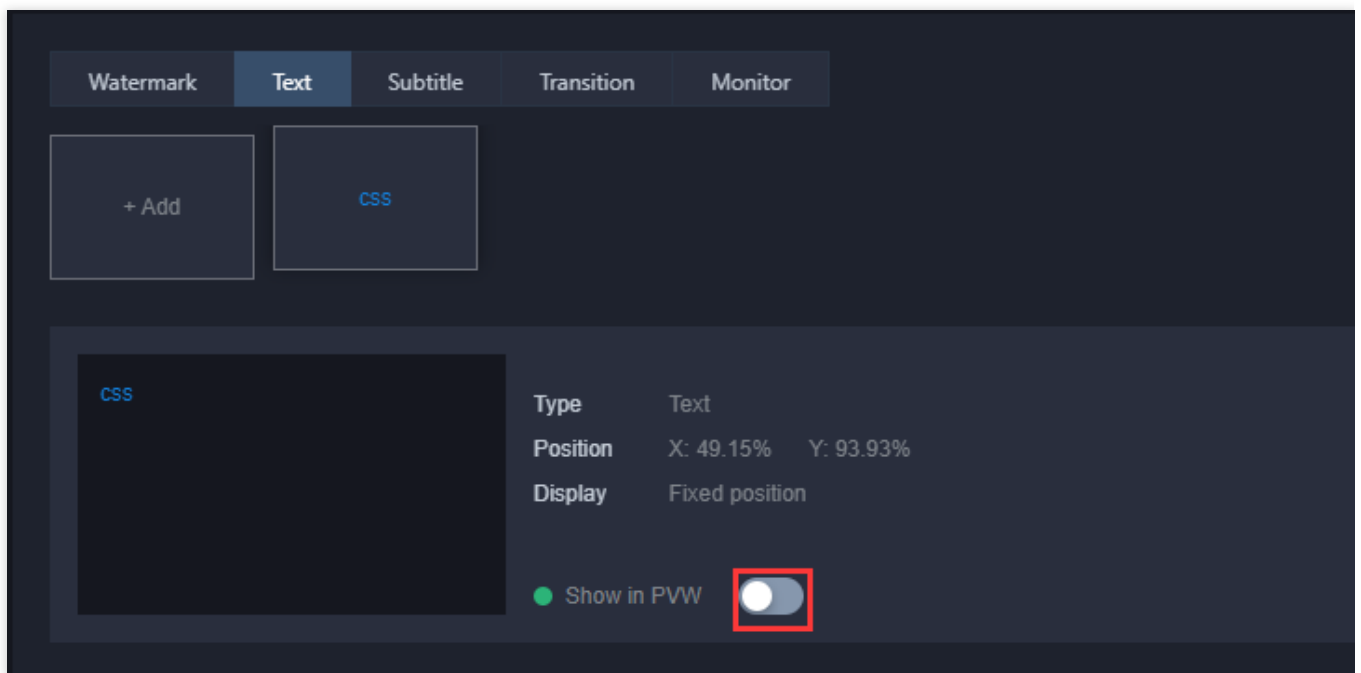 Watermark Text Subtitle Transition Monitor
+ Add css
css
Type Text
Position X: 49.15% Y: 93.93%
Display Fixed position
Show in PVW